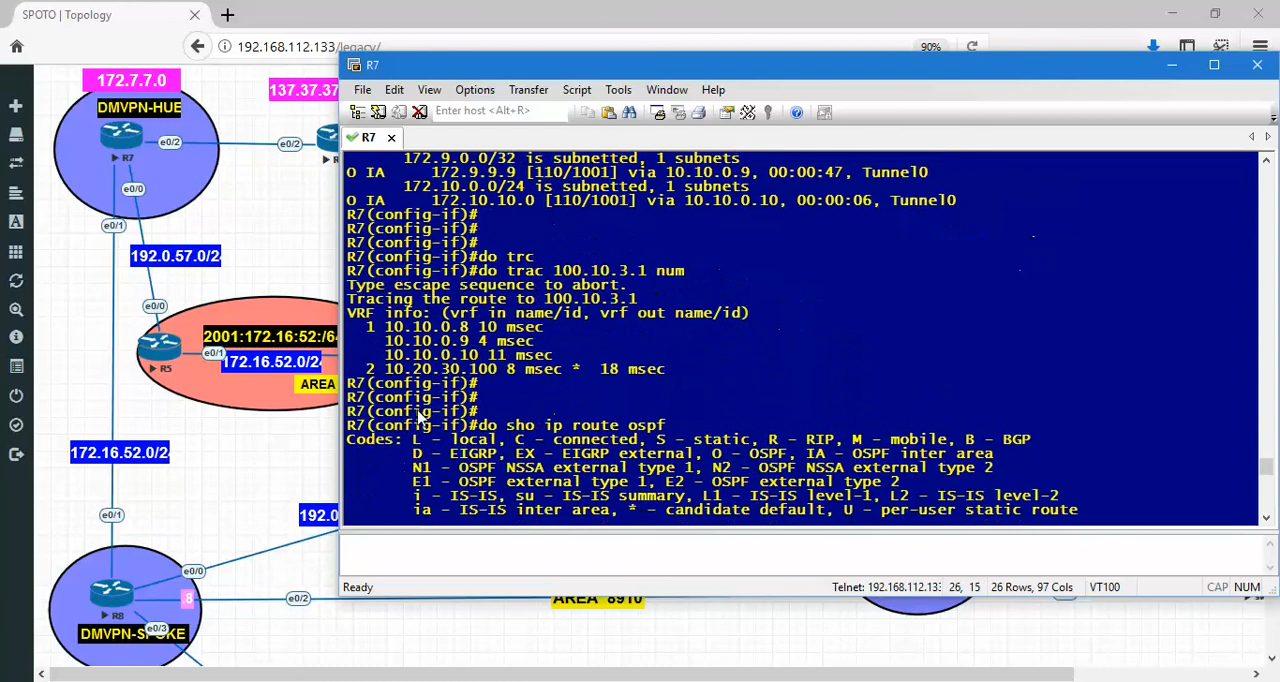 SPOTO | Topology
192.168.112.133/legacy/
90%
R7
File Edit View Options Transfer Script Tools Window Help
Enter host <Alt+R>
R7
172.9.0.0/32 is subnetted, 1 subnets
O IA 172.9.9.9 [110/1001] via 10.10.0.9, 00:00:47, Tunnel0
172.10.0.0/24 is subnetted, 1 subnets
O IA 172.10.10.0 [110/1001] via 10.10.0.10, 00:00:06, Tunnel0
R7(config-if)#
R7(config-if)#
R7(config-if)#
R7(config-if)#do trc
R7(config-if)#do trac 100.10.3.1 num
Type escape sequence to abort.
Tracing the route to 100.10.3.1
VRF info: (vrf in name/id, vrf out name/id)
1 10.10.0.8 10 msec
10.10.0.9 4 msec
10.10.0.10 11 msec
2 10.20.30.100 8 msec * 18 msec
R7(config-if)#
R7(config-if)#
R7(config-if)#
R7(config-if)#do sho ip route ospf
Codes: L - local, C - connected, S - static, R - RIP, M - mobile, B - BGP
D - EIGRP, EX - EIGRP external, O - OSPF, IA - OSPF inter area
N1 - OSPF NSSA external type 1, N2 - OSPF NSSA external type 2
E1 - OSPF external type 1, E2 - OSPF external type 2
i - IS-IS, su - IS-IS summary, L1 - IS-IS level-1, L2 - IS-IS level-2
ia - IS-IS inter area, * - candidate default, U - per-user static route
Ready
Telnet: 192.168.112.13 26, 15 26 Rows, 97 Cols VT100 CAP NUM
172.7.7.0
DMVPN-HUE
R7
e0/2
137.37.37
e0/2
e0/0
e0/1
192.0.57.0/24
e0/0
2001:172.16:52:/64
R5
e0/1
172.16.52.0/24
AREA
172.16.52.0/24
e0/1
192.0
e0/0
R8
.8
e0/2
AREA 8910
e0/3
DMVPN-SPOKE